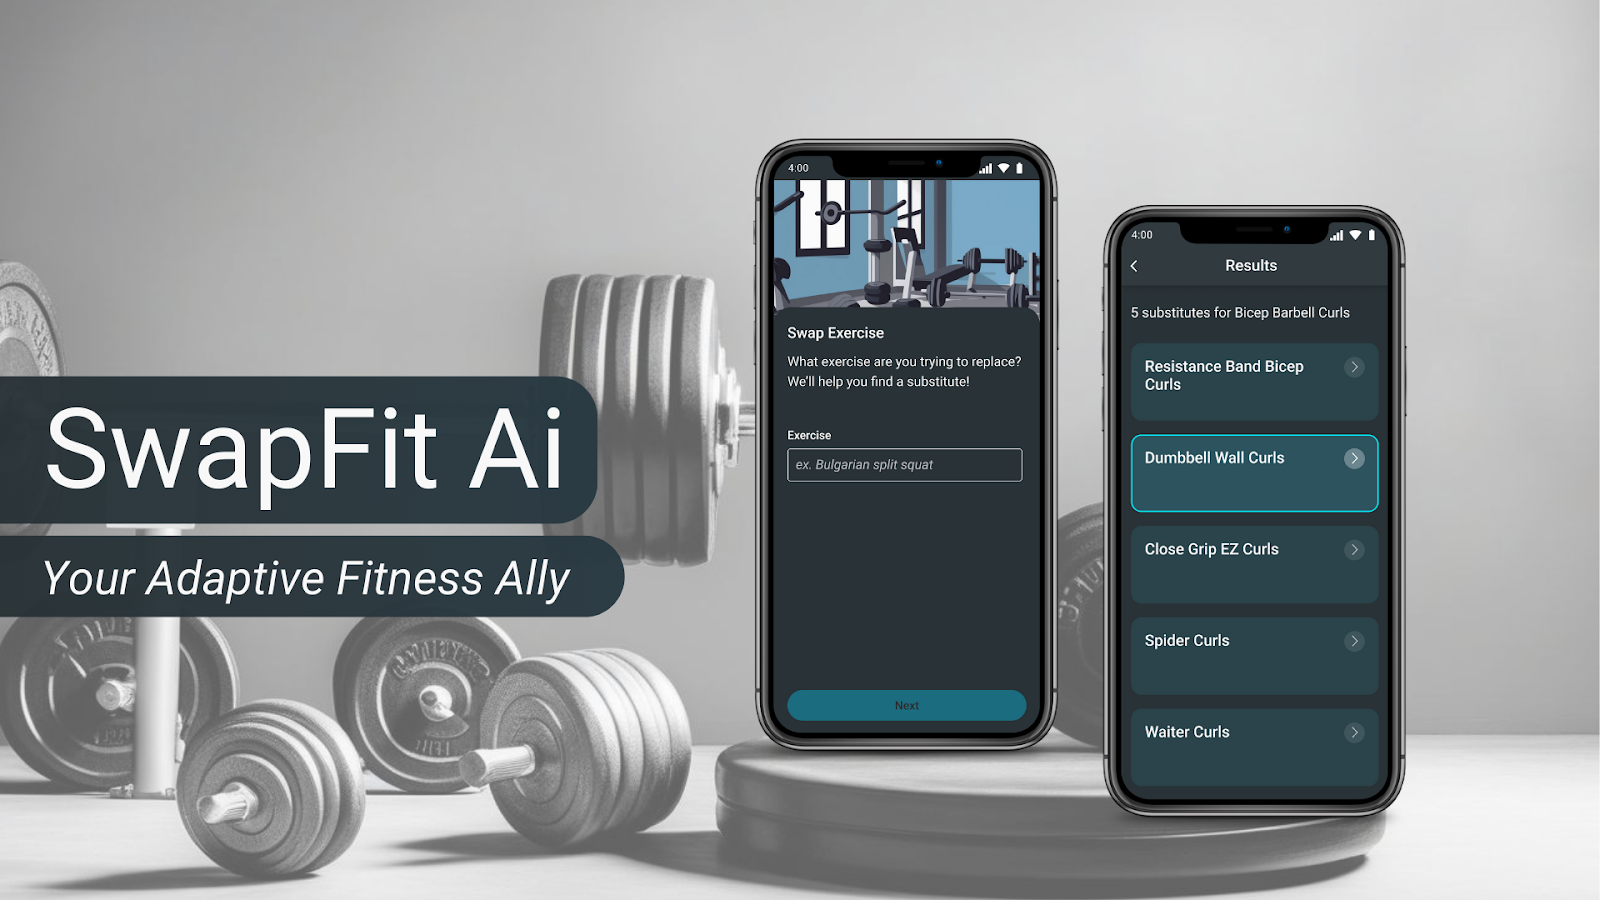 SwapFit Ai
Your Adaptive Fitness Ally
4:00
Swap Exercise
What exercise are you trying to replace?
We'll help you find a substitute!
Exercise
ex. Bulgarian split squat
Next
4:00
Results
5 substitutes for Bicep Barbell Curls
Resistance Band Bicep
Curls
Dumbbell Wall Curls
Close Grip EZ Curls
Spider Curls
Waiter Curls